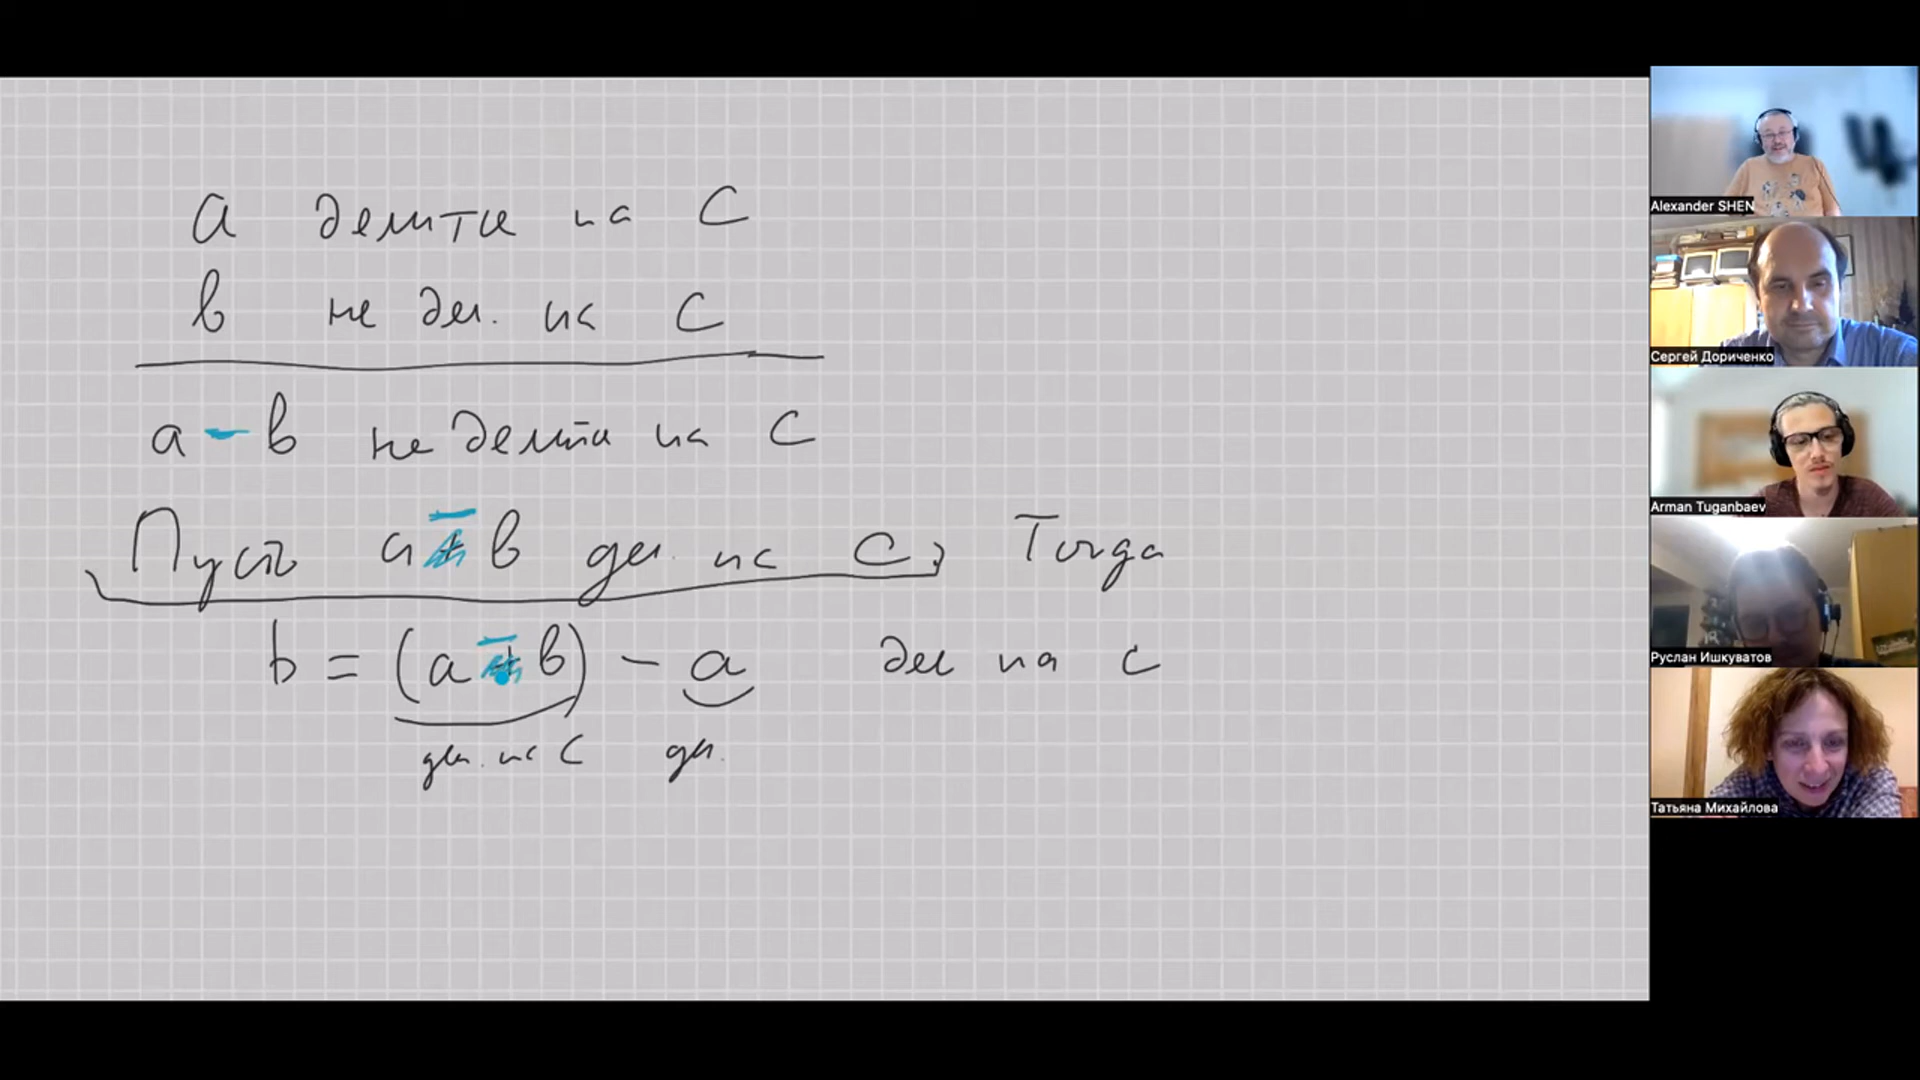 a делится на C
в не дел. на C
a - в не делится на C
Пусть a - в дел. на C, Тогда
b = (a - в) - a дел на c
дел. на C дел.
Alexander SHEN
Сергей Дориченко
Arman Tuganbaev
Руслан Ишкуватов
Татьяна Михайлова